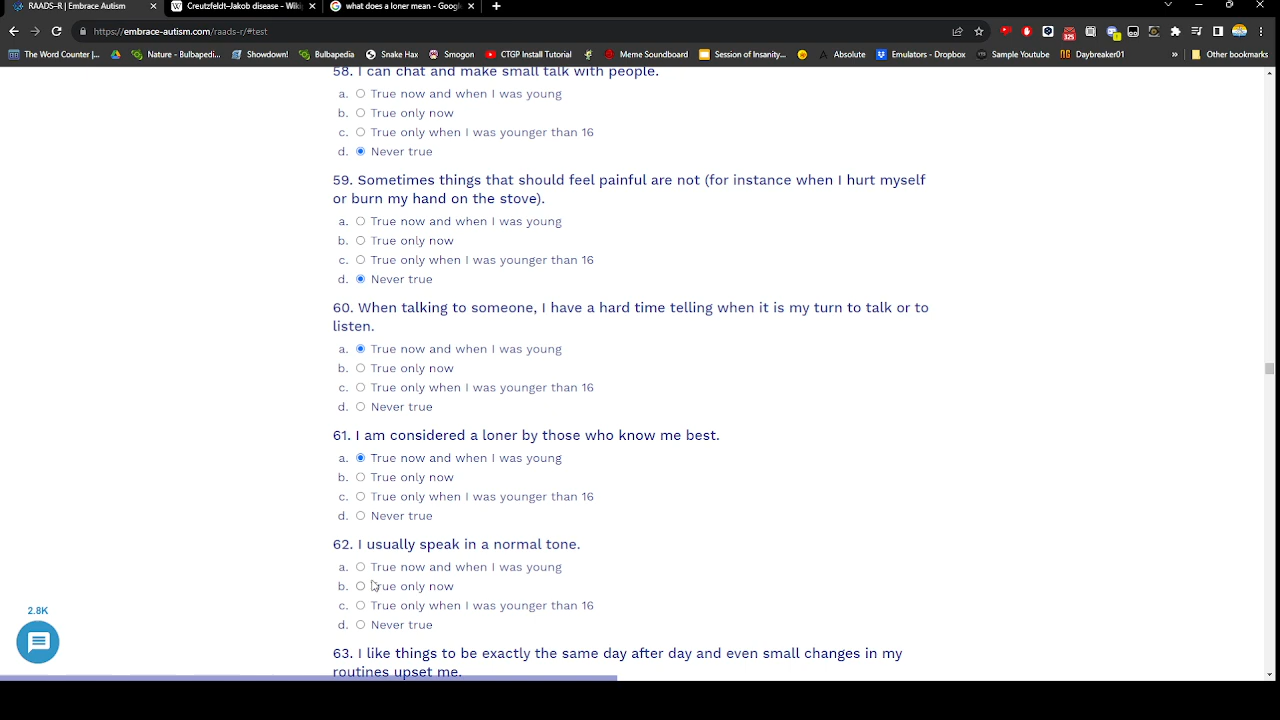 RAADS-R | Embrace Autism
Creutzfeldt–Jakob disease - Wiki
what does a loner mean - Google
https://embrace-autism.com/raads-r/#test
325
The Word Counter |...
Nature - Bulbapedi...
Showdown!
Bulbapedia
Snake Hax
Smogon
CTGP Install Tutorial
Meme Soundboard
Session of Insanity...
Absolute
Emulators - Dropbox
Sample Youtube
Daybreaker01
»
Other bookmarks
58. I can chat and make small talk with people.
a. True now and when I was young
b. True only now
c. True only when I was younger than 16
d. Never true
59. Sometimes things that should feel painful are not (for instance when I hurt myself
or burn my hand on the stove).
a. True now and when I was young
b. True only now
c. True only when I was younger than 16
d. Never true
60. When talking to someone, I have a hard time telling when it is my turn to talk or to
listen.
a. True now and when I was young
b. True only now
c. True only when I was younger than 16
d. Never true
61. I am considered a loner by those who know me best.
a. True now and when I was young
b. True only now
c. True only when I was younger than 16
d. Never true
62. I usually speak in a normal tone.
a. True now and when I was young
b. True only now
c. True only when I was younger than 16
d. Never true
63. I like things to be exactly the same day after day and even small changes in my
routines upset me.
2.8K